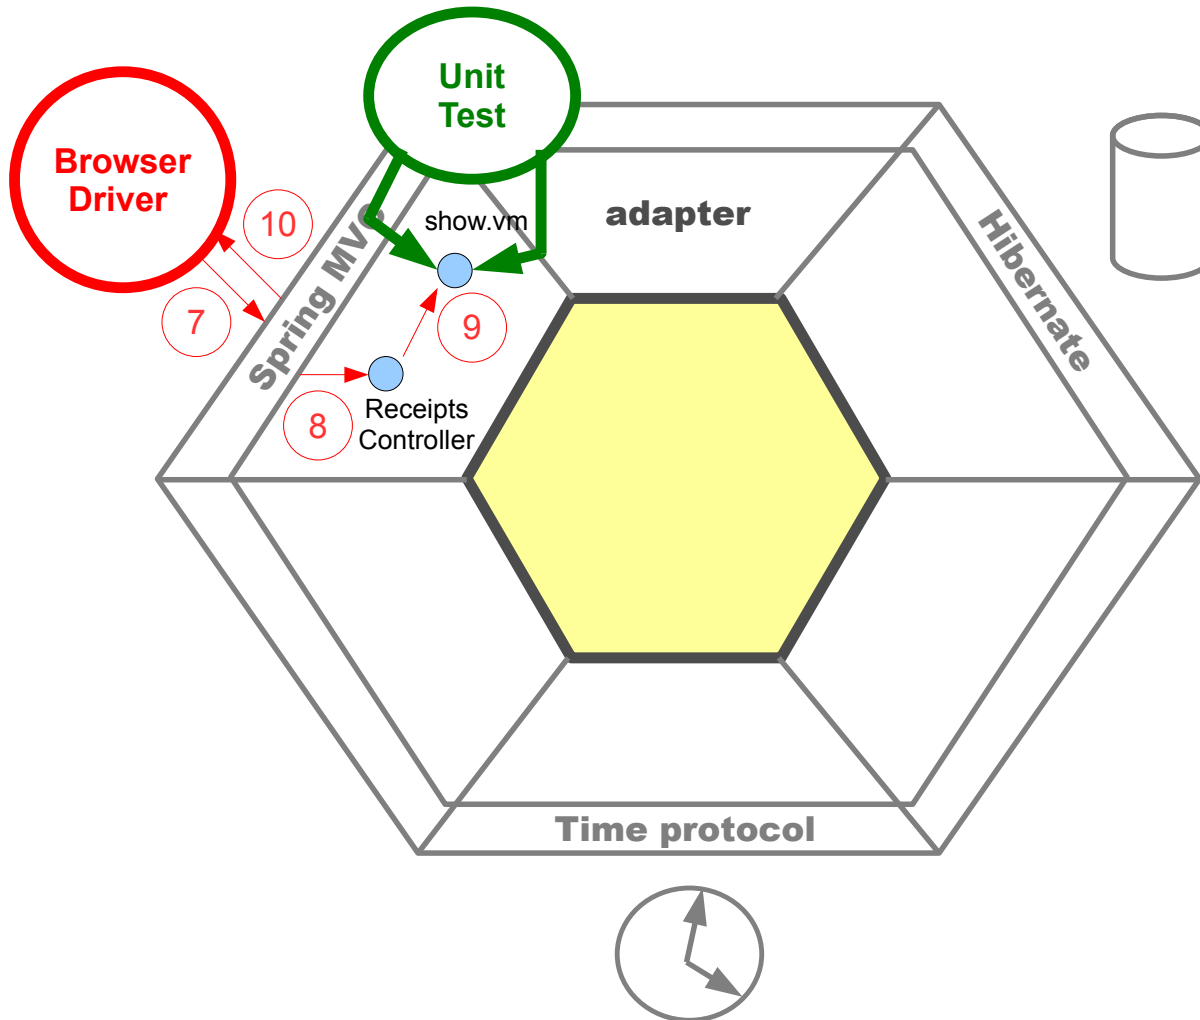 Unit
Test
Browser
Driver
10
show.vm
adapter
7
Spring MVC
9
Hibernate
8
Receipts
Controller
Time protocol